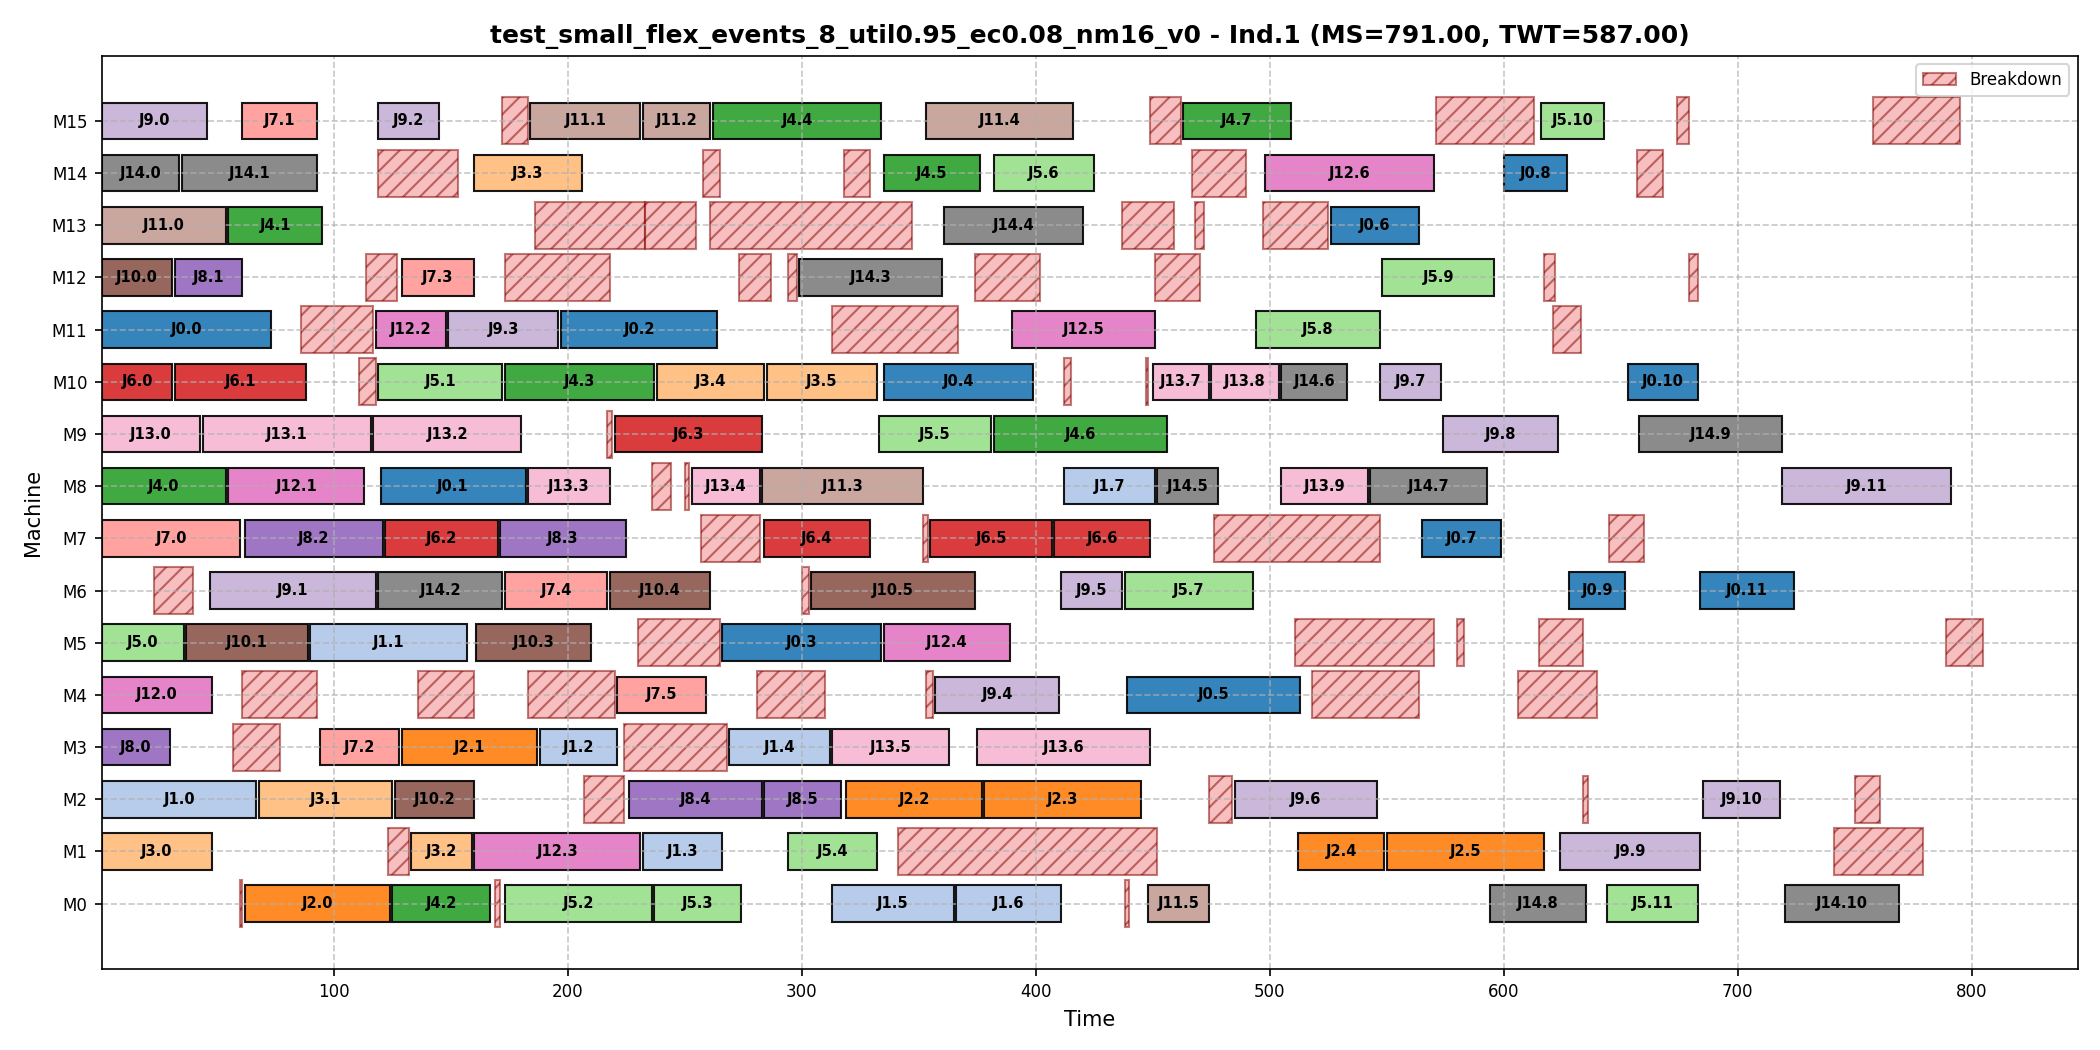 test_small_flex_events_8_util0.95_ec0.08_nm16_v0 - Ind.1 (MS=791.00, TWT=587.00)
Breakdown
M15 J9.0 J7.1 J9.2 J11.1 J11.2 J4.4 J11.4 J4.7 J5.10
M14 J14.0 J14.1 J3.3 J4.5 J5.6 J12.6 J0.8
M13 J11.0 J4.1 J14.4 J0.6
M12 J10.0 J8.1 J7.3 J14.3 J5.9
M11 J0.0 J12.2 J9.3 J0.2 J12.5 J5.8
M10 J6.0 J6.1 J5.1 J4.3 J3.4 J3.5 J0.4 J13.7 J13.8 J14.6 J9.7 J0.10
M9 J13.0 J13.1 J13.2 J6.3 J5.5 J4.6 J9.8 J14.9
M8 J4.0 J12.1 J0.1 J13.3 J13.4 J11.3 J1.7 J14.5 J13.9 J14.7 J9.11
M7 J7.0 J8.2 J6.2 J8.3 J6.4 J6.5 J6.6 J0.7
M6 J9.1 J14.2 J7.4 J10.4 J10.5 J9.5 J5.7 J0.9 J0.11
M5 J5.0 J10.1 J1.1 J10.3 J0.3 J12.4
M4 J12.0 J7.5 J9.4 J0.5
M3 J8.0 J7.2 J2.1 J1.2 J1.4 J13.5 J13.6
M2 J1.0 J3.1 J10.2 J8.4 J8.5 J2.2 J2.3 J9.6 J9.10
M1 J3.0 J3.2 J12.3 J1.3 J5.4 J2.4 J2.5 J9.9
M0 J2.0 J4.2 J5.2 J5.3 J1.5 J1.6 J11.5 J14.8 J5.11 J14.10
100 200 300 400 500 600 700 800
Time
Machine